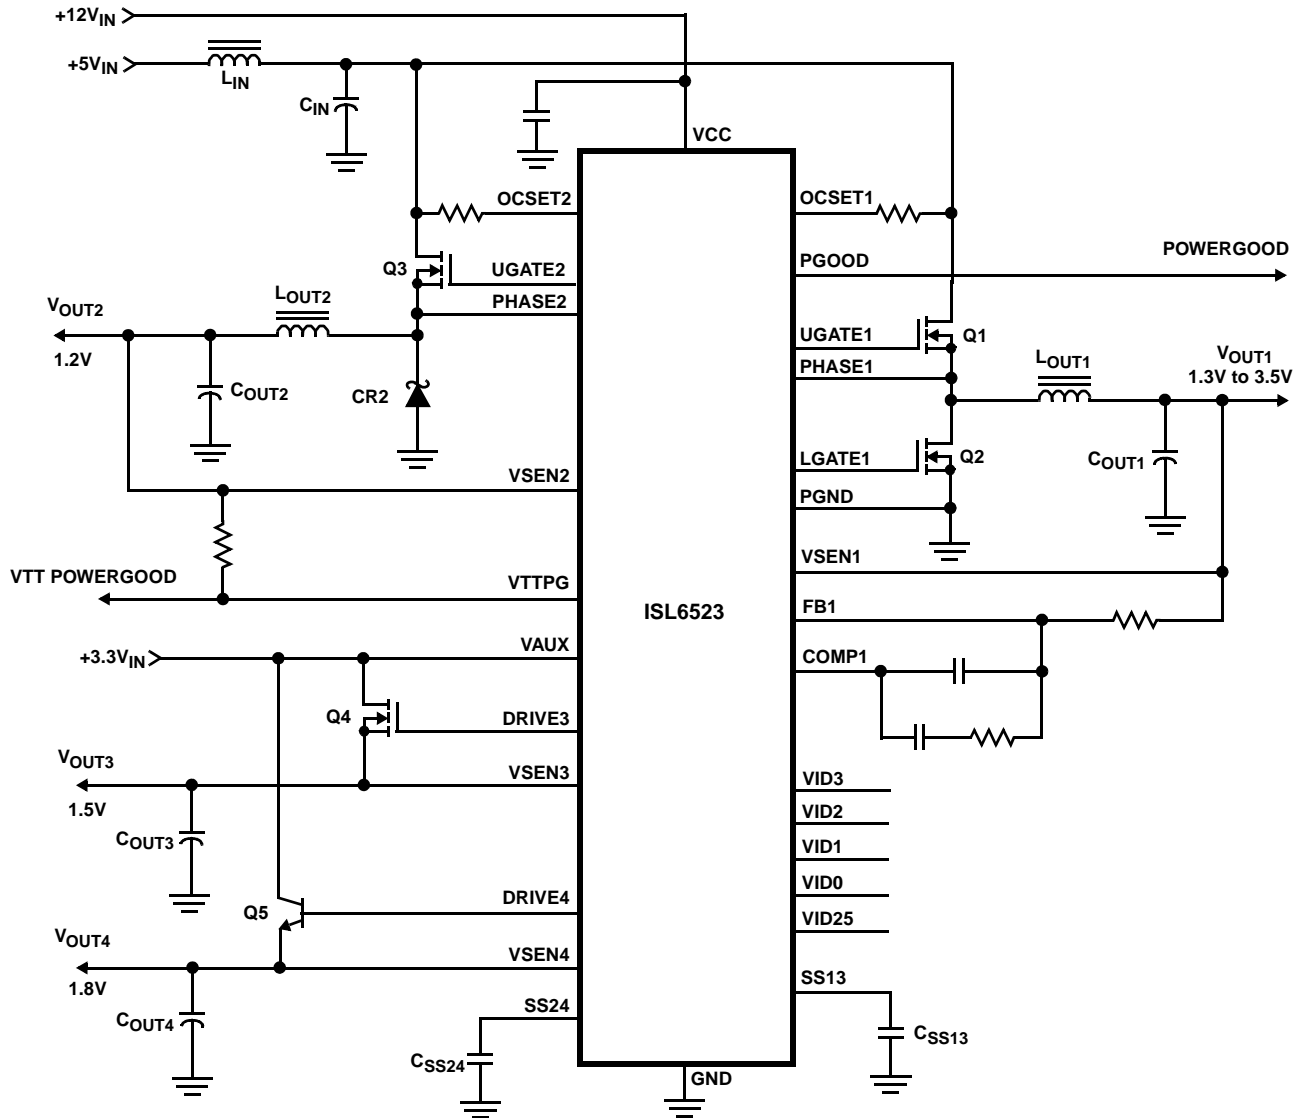 +12VIN
+5VIN
LIN
CIN
VCC
OCSET2
OCSET1
Q3
UGATE2
PGOOD
POWERGOOD
PHASE2
LOUT2
VOUT2
1.2V
COUT2
CR2
UGATE1
Q1
PHASE1
LOUT1
VOUT1
1.3V to 3.5V
LGATE1
Q2
COUT1
VSEN2
PGND
VTT POWERGOOD
VTTPG
VSEN1
ISL6523
FB1
+3.3VIN
VAUX
COMP1
Q4
DRIVE3
VOUT3
1.5V
VSEN3
COUT3
VID3
VID2
VID1
VID0
VID25
Q5
DRIVE4
VOUT4
1.8V
VSEN4
COUT4
SS24
CSS24
SS13
CSS13
GND